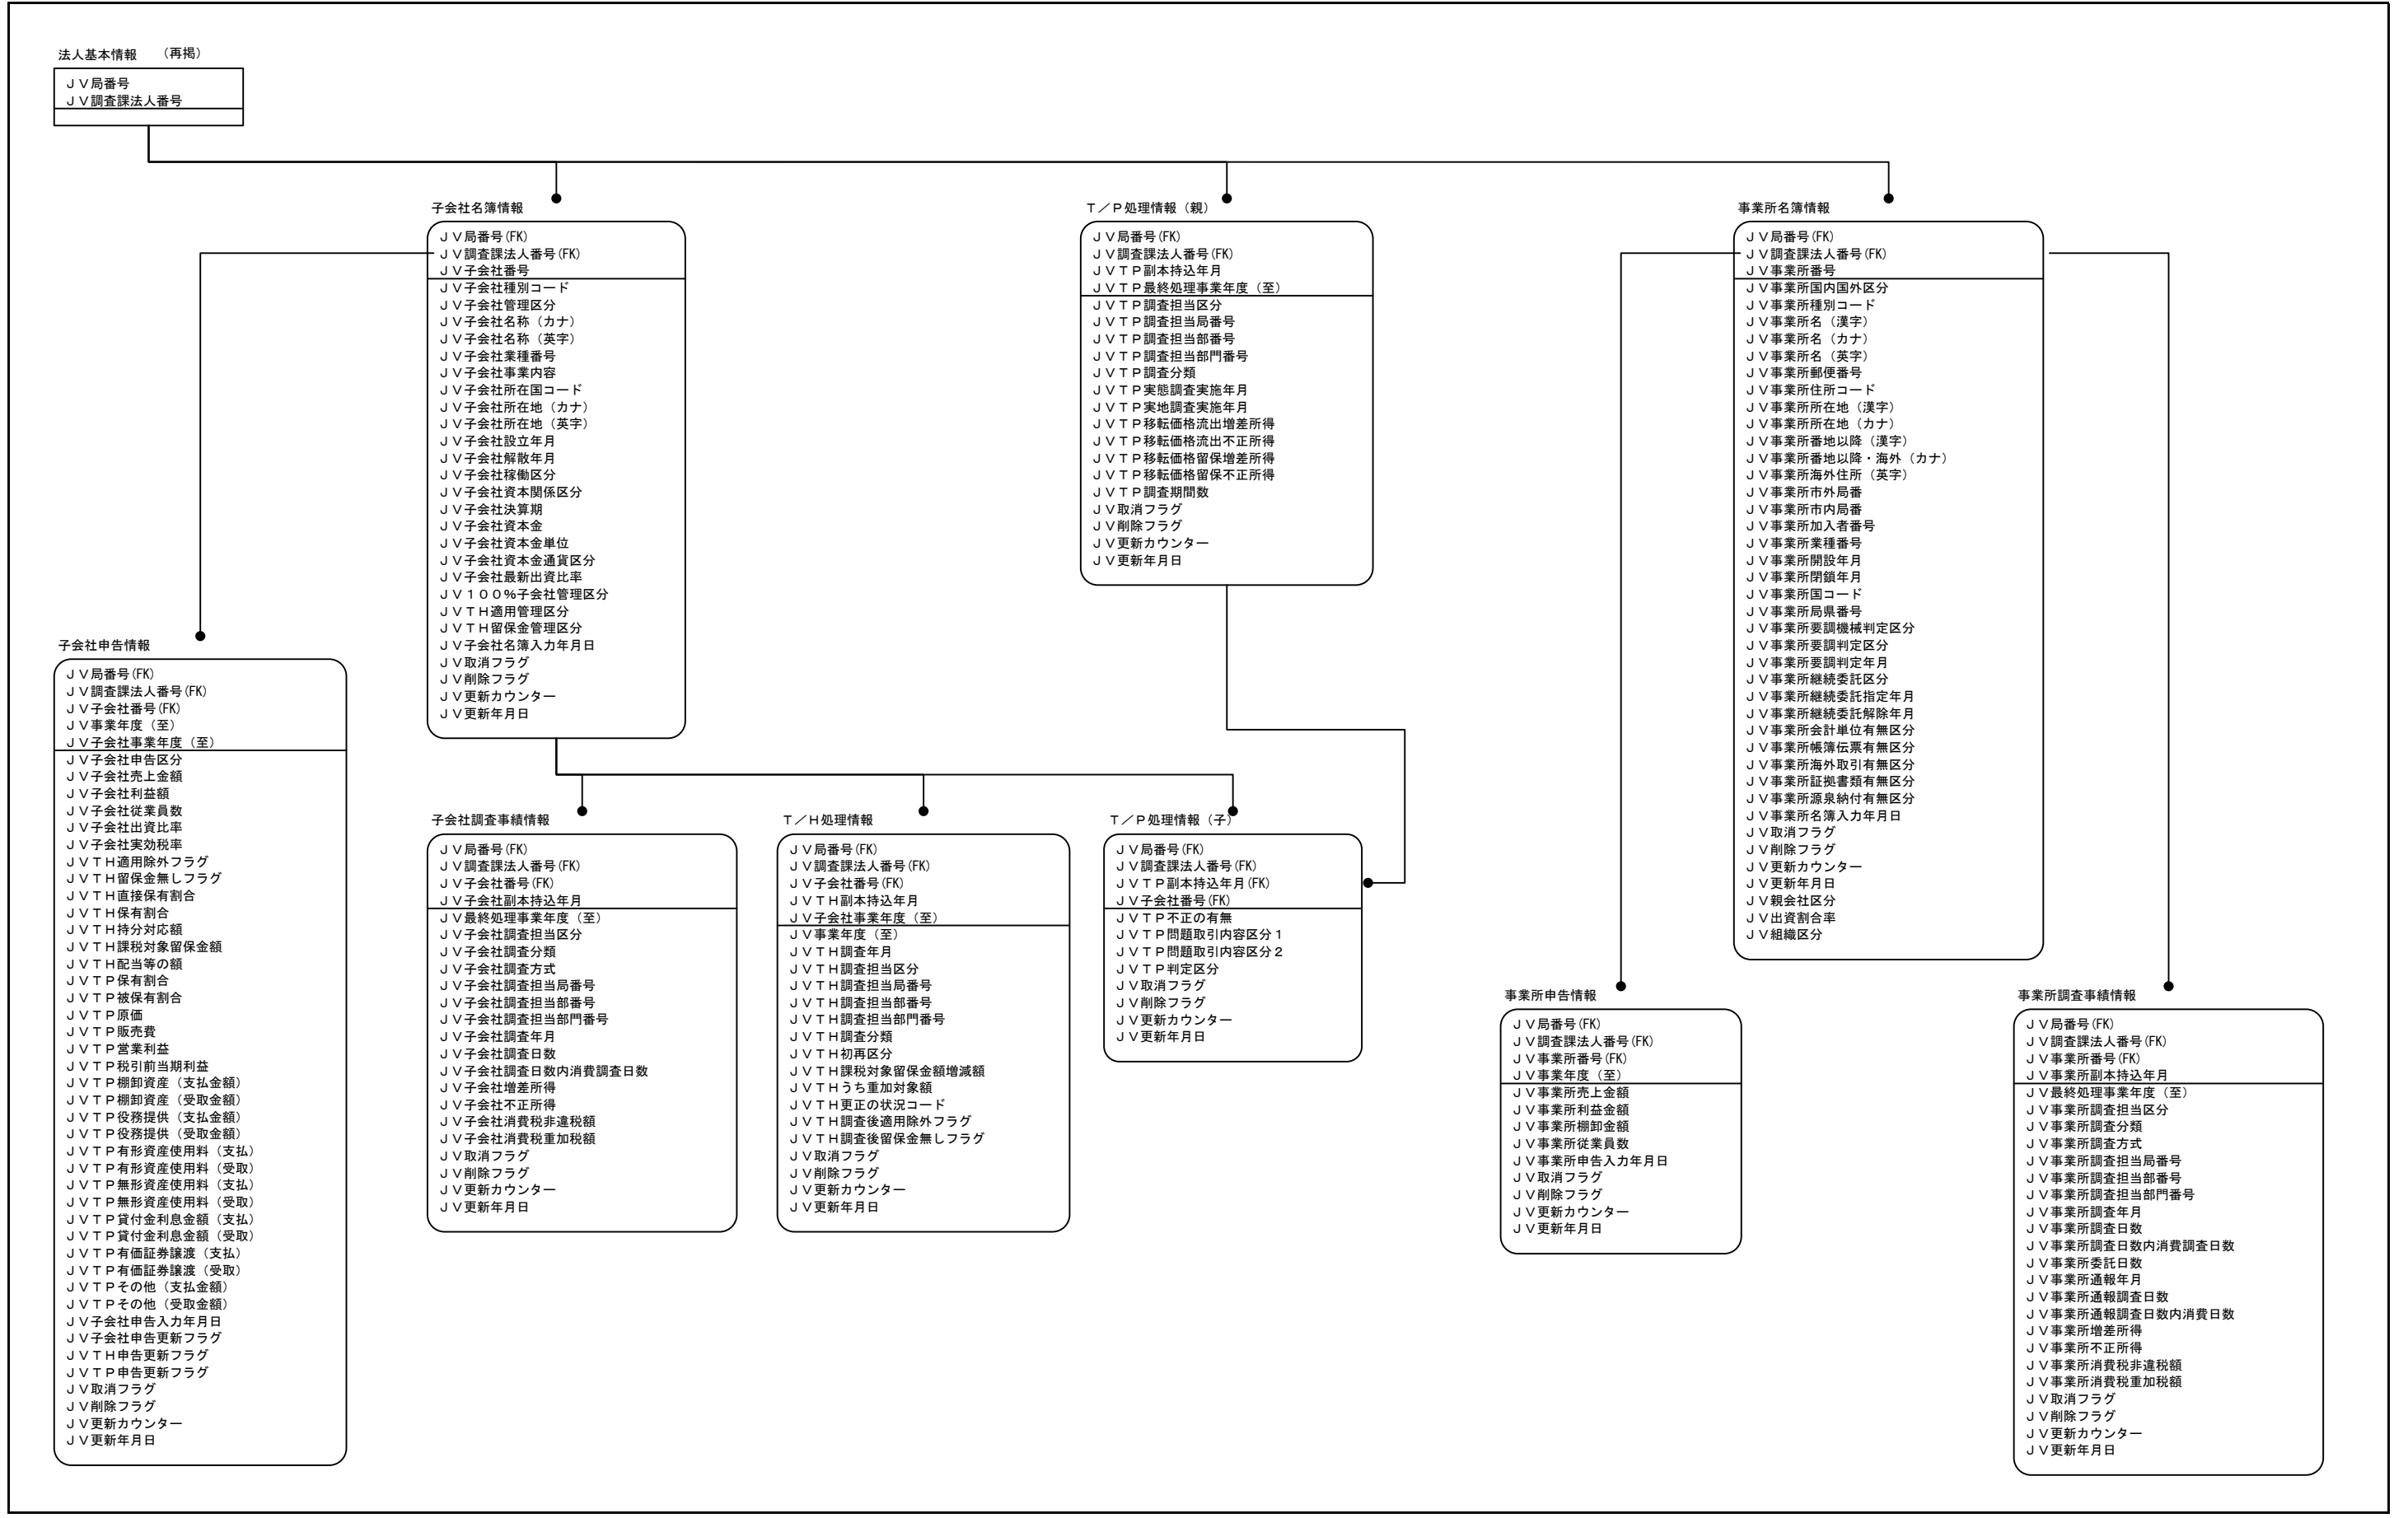 法人基本情報　（再掲）
ＪＶ局番号
ＪＶ調査課法人番号
子会社名簿情報
ＪＶ局番号(FK)
ＪＶ調査課法人番号(FK)
ＪＶ子会社番号
ＪＶ子会社種別コード
ＪＶ子会社管理区分
ＪＶ子会社名称（カナ）
ＪＶ子会社名称（英字）
ＪＶ子会社業種番号
ＪＶ子会社事業内容
ＪＶ子会社所在国コード
ＪＶ子会社所在地（カナ）
ＪＶ子会社所在地（英字）
ＪＶ子会社設立年月
ＪＶ子会社解散年月
ＪＶ子会社稼働区分
ＪＶ子会社資本関係区分
ＪＶ子会社決算期
ＪＶ子会社資本金
ＪＶ子会社資本金単位
ＪＶ子会社資本金通貨区分
ＪＶ子会社最新出資比率
ＪＶ１００％子会社管理区分
ＪＶＴＨ適用管理区分
ＪＶＴＨ留保金管理区分
ＪＶ子会社名簿入力年月日
ＪＶ取消フラグ
ＪＶ削除フラグ
ＪＶ更新カウンター
ＪＶ更新年月日
Ｔ／Ｐ処理情報（親）
ＪＶ局番号(FK)
ＪＶ調査課法人番号(FK)
ＪＶＴＰ副本持込年月
ＪＶＴＰ最終処理事業年度（至）
ＪＶＴＰ調査担当区分
ＪＶＴＰ調査担当局番号
ＪＶＴＰ調査担当部番号
ＪＶＴＰ調査担当部門番号
ＪＶＴＰ調査分類
ＪＶＴＰ実態調査実施年月
ＪＶＴＰ実地調査実施年月
ＪＶＴＰ移転価格流出増差所得
ＪＶＴＰ移転価格流出不正所得
ＪＶＴＰ移転価格留保増差所得
ＪＶＴＰ移転価格留保不正所得
ＪＶＴＰ調査期間数
ＪＶ取消フラグ
ＪＶ削除フラグ
ＪＶ更新カウンター
ＪＶ更新年月日
事業所名簿情報
ＪＶ局番号(FK)
ＪＶ調査課法人番号(FK)
ＪＶ事業所番号
ＪＶ事業所国内国外区分
ＪＶ事業所種別コード
ＪＶ事業所名（漢字）
ＪＶ事業所名（カナ）
ＪＶ事業所名（英字）
ＪＶ事業所郵便番号
ＪＶ事業所住所コード
ＪＶ事業所所在地（漢字）
ＪＶ事業所所在地（カナ）
ＪＶ事業所番地以降（漢字）
ＪＶ事業所番地以降・海外（カナ）
ＪＶ事業所海外住所（英字）
ＪＶ事業所市外局番
ＪＶ事業所市内局番
ＪＶ事業所加入者番号
ＪＶ事業所業種番号
ＪＶ事業所開設年月
ＪＶ事業所閉鎖年月
ＪＶ事業所国コード
ＪＶ事業所局県番号
ＪＶ事業所要調機械判定区分
ＪＶ事業所要調判定区分
ＪＶ事業所要調判定年月
ＪＶ事業所継続委託区分
ＪＶ事業所継続委託指定年月
ＪＶ事業所継続委託解除年月
ＪＶ事業所会計単位有無区分
ＪＶ事業所帳簿伝票有無区分
ＪＶ事業所海外取引有無区分
ＪＶ事業所証拠書類有無区分
ＪＶ事業所源泉納付有無区分
ＪＶ事業所名簿入力年月日
ＪＶ取消フラグ
ＪＶ削除フラグ
ＪＶ更新カウンター
ＪＶ更新年月日
ＪＶ親会社区分
ＪＶ出資割合率
ＪＶ組織区分
子会社申告情報
ＪＶ局番号(FK)
ＪＶ調査課法人番号(FK)
ＪＶ子会社番号(FK)
ＪＶ事業年度（至）
ＪＶ子会社事業年度（至）
ＪＶ子会社申告区分
ＪＶ子会社売上金額
ＪＶ子会社利益額
ＪＶ子会社従業員数
ＪＶ子会社出資比率
ＪＶ子会社実効税率
ＪＶＴＨ適用除外フラグ
ＪＶＴＨ留保金無しフラグ
ＪＶＴＨ直接保有割合
ＪＶＴＨ保有割合
ＪＶＴＨ持分対応額
ＪＶＴＨ課税対象留保金額
ＪＶＴＨ配当等の額
ＪＶＴＰ保有割合
ＪＶＴＰ被保有割合
ＪＶＴＰ原価
ＪＶＴＰ販売費
ＪＶＴＰ営業利益
ＪＶＴＰ税引前当期利益
ＪＶＴＰ棚卸資産（支払金額）
ＪＶＴＰ棚卸資産（受取金額）
ＪＶＴＰ役務提供（支払金額）
ＪＶＴＰ役務提供（受取金額）
ＪＶＴＰ有形資産使用料（支払）
ＪＶＴＰ有形資産使用料（受取）
ＪＶＴＰ無形資産使用料（支払）
ＪＶＴＰ無形資産使用料（受取）
ＪＶＴＰ貸付金利息金額（支払）
ＪＶＴＰ貸付金利息金額（受取）
ＪＶＴＰ有価証券譲渡（支払）
ＪＶＴＰ有価証券譲渡（受取）
ＪＶＴＰその他（支払金額）
ＪＶＴＰその他（受取金額）
ＪＶ子会社申告入力年月日
ＪＶ子会社申告更新フラグ
ＪＶＴＨ申告更新フラグ
ＪＶＴＰ申告更新フラグ
ＪＶ取消フラグ
ＪＶ削除フラグ
ＪＶ更新カウンター
ＪＶ更新年月日
子会社調査事績情報
ＪＶ局番号(FK)
ＪＶ調査課法人番号(FK)
ＪＶ子会社番号(FK)
ＪＶ子会社副本持込年月
ＪＶ最終処理事業年度（至）
ＪＶ子会社調査担当区分
ＪＶ子会社調査分類
ＪＶ子会社調査方式
ＪＶ子会社調査担当局番号
ＪＶ子会社調査担当部番号
ＪＶ子会社調査担当部門番号
ＪＶ子会社調査年月
ＪＶ子会社調査日数
ＪＶ子会社調査日数内消費調査日数
ＪＶ子会社増差所得
ＪＶ子会社不正所得
ＪＶ子会社消費税非違税額
ＪＶ子会社消費税重加税額
ＪＶ取消フラグ
ＪＶ削除フラグ
ＪＶ更新カウンター
ＪＶ更新年月日
Ｔ／Ｈ処理情報
ＪＶ局番号(FK)
ＪＶ調査課法人番号(FK)
ＪＶ子会社番号(FK)
ＪＶＴＨ副本持込年月
ＪＶ子会社事業年度（至）
ＪＶ事業年度（至）
ＪＶＴＨ調査年月
ＪＶＴＨ調査担当区分
ＪＶＴＨ調査担当局番号
ＪＶＴＨ調査担当部番号
ＪＶＴＨ調査担当部門番号
ＪＶＴＨ調査分類
ＪＶＴＨ初再区分
ＪＶＴＨ課税対象留保金額増減額
ＪＶＴＨうち重加対象額
ＪＶＴＨ更正の状況コード
ＪＶＴＨ調査後適用除外フラグ
ＪＶＴＨ調査後留保金無しフラグ
ＪＶ取消フラグ
ＪＶ削除フラグ
ＪＶ更新カウンター
ＪＶ更新年月日
Ｔ／Ｐ処理情報（子）
ＪＶ局番号(FK)
ＪＶ調査課法人番号(FK)
ＪＶＴＰ副本持込年月(FK)
ＪＶ子会社番号(FK)
ＪＶＴＰ不正の有無
ＪＶＴＰ問題取引内容区分１
ＪＶＴＰ問題取引内容区分２
ＪＶＴＰ判定区分
ＪＶ取消フラグ
ＪＶ削除フラグ
ＪＶ更新カウンター
ＪＶ更新年月日
事業所申告情報
ＪＶ局番号(FK)
ＪＶ調査課法人番号(FK)
ＪＶ事業所番号(FK)
ＪＶ事業年度（至）
ＪＶ事業所売上金額
ＪＶ事業所利益金額
ＪＶ事業所棚卸金額
ＪＶ事業所従業員数
ＪＶ事業所申告入力年月日
ＪＶ取消フラグ
ＪＶ削除フラグ
ＪＶ更新カウンター
ＪＶ更新年月日
事業所調査事績情報
ＪＶ局番号(FK)
ＪＶ調査課法人番号(FK)
ＪＶ事業所番号(FK)
ＪＶ事業所副本持込年月
ＪＶ最終処理事業年度（至）
ＪＶ事業所調査担当区分
ＪＶ事業所調査分類
ＪＶ事業所調査方式
ＪＶ事業所調査担当局番号
ＪＶ事業所調査担当部番号
ＪＶ事業所調査担当部門番号
ＪＶ事業所調査年月
ＪＶ事業所調査日数
ＪＶ事業所調査日数内消費調査日数
ＪＶ事業所委託日数
ＪＶ事業所通報年月
ＪＶ事業所通報調査日数
ＪＶ事業所通報調査日数内消費日数
ＪＶ事業所増差所得
ＪＶ事業所不正所得
ＪＶ事業所消費税非違税額
ＪＶ事業所消費税重加税額
ＪＶ取消フラグ
ＪＶ削除フラグ
ＪＶ更新カウンター
ＪＶ更新年月日